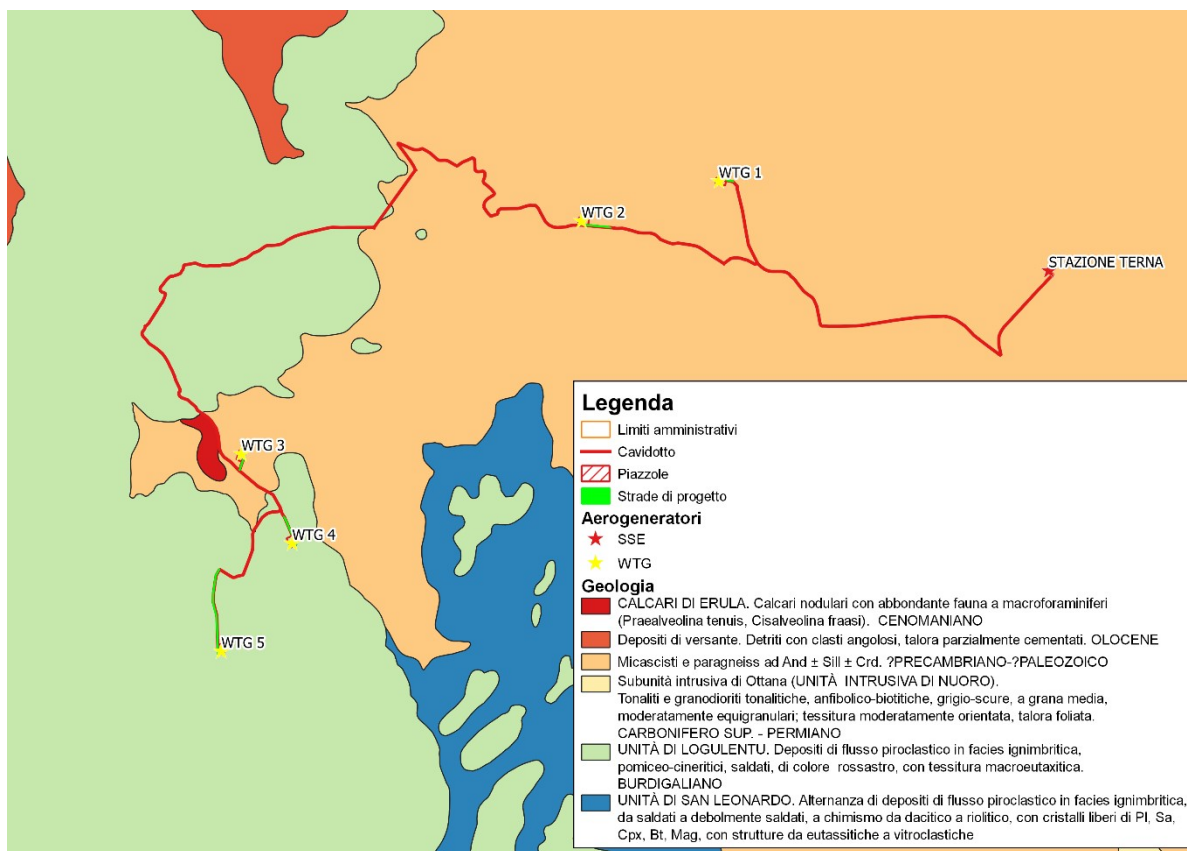 WTG 1
WTG 2
STAZIONE TERNA
WTG 3
WTG 4
WTG 5
Legenda
Limiti amministrativi
Cavidotto
Piazzole
Strade di progetto
Aerogeneratori
SSE
WTG
Geologia
CALCARI DI ERULA. Calcari nodulari con abbondante fauna a macroforaminiferi
(Praealveolina tenuis, Cisalveolina fraasi). CENOMANIANO
Depositi di versante. Detriti con clasti angolosi, talora parzialmente cementati. OLOCENE
Micascisti e paragneiss ad And ± Sill ± Crd. ?PRECAMBRIANO-?PALEOZOICO
Subunità intrusiva di Ottana (UNITÀ INTRUSIVA DI NUORO).
Tonaliti e granodioriti tonalitiche, anfibolico-biotitiche, grigio-scure, a grana media,
moderatamente equigranulari; tessitura moderatamente orientata, talora foliata.
CARBONIFERO SUP. - PERMIANO
UNITÀ DI LOGULENTU. Depositi di flusso piroclastico in facies ignimbritica,
pomiceo-cineritici, saldati, di colore rossastro, con tessitura macroeutaxitica.
BURDIGALIANO
UNITÀ DI SAN LEONARDO. Alternanza di depositi di flusso piroclastico in facies ignimbritica,
da saldati a debolmente saldati, a chimismo da dacitico a riolitico, con cristalli liberi di Pl, Sa,
Cpx, Bt, Mag, con strutture da eutassitiche a vitroclastiche